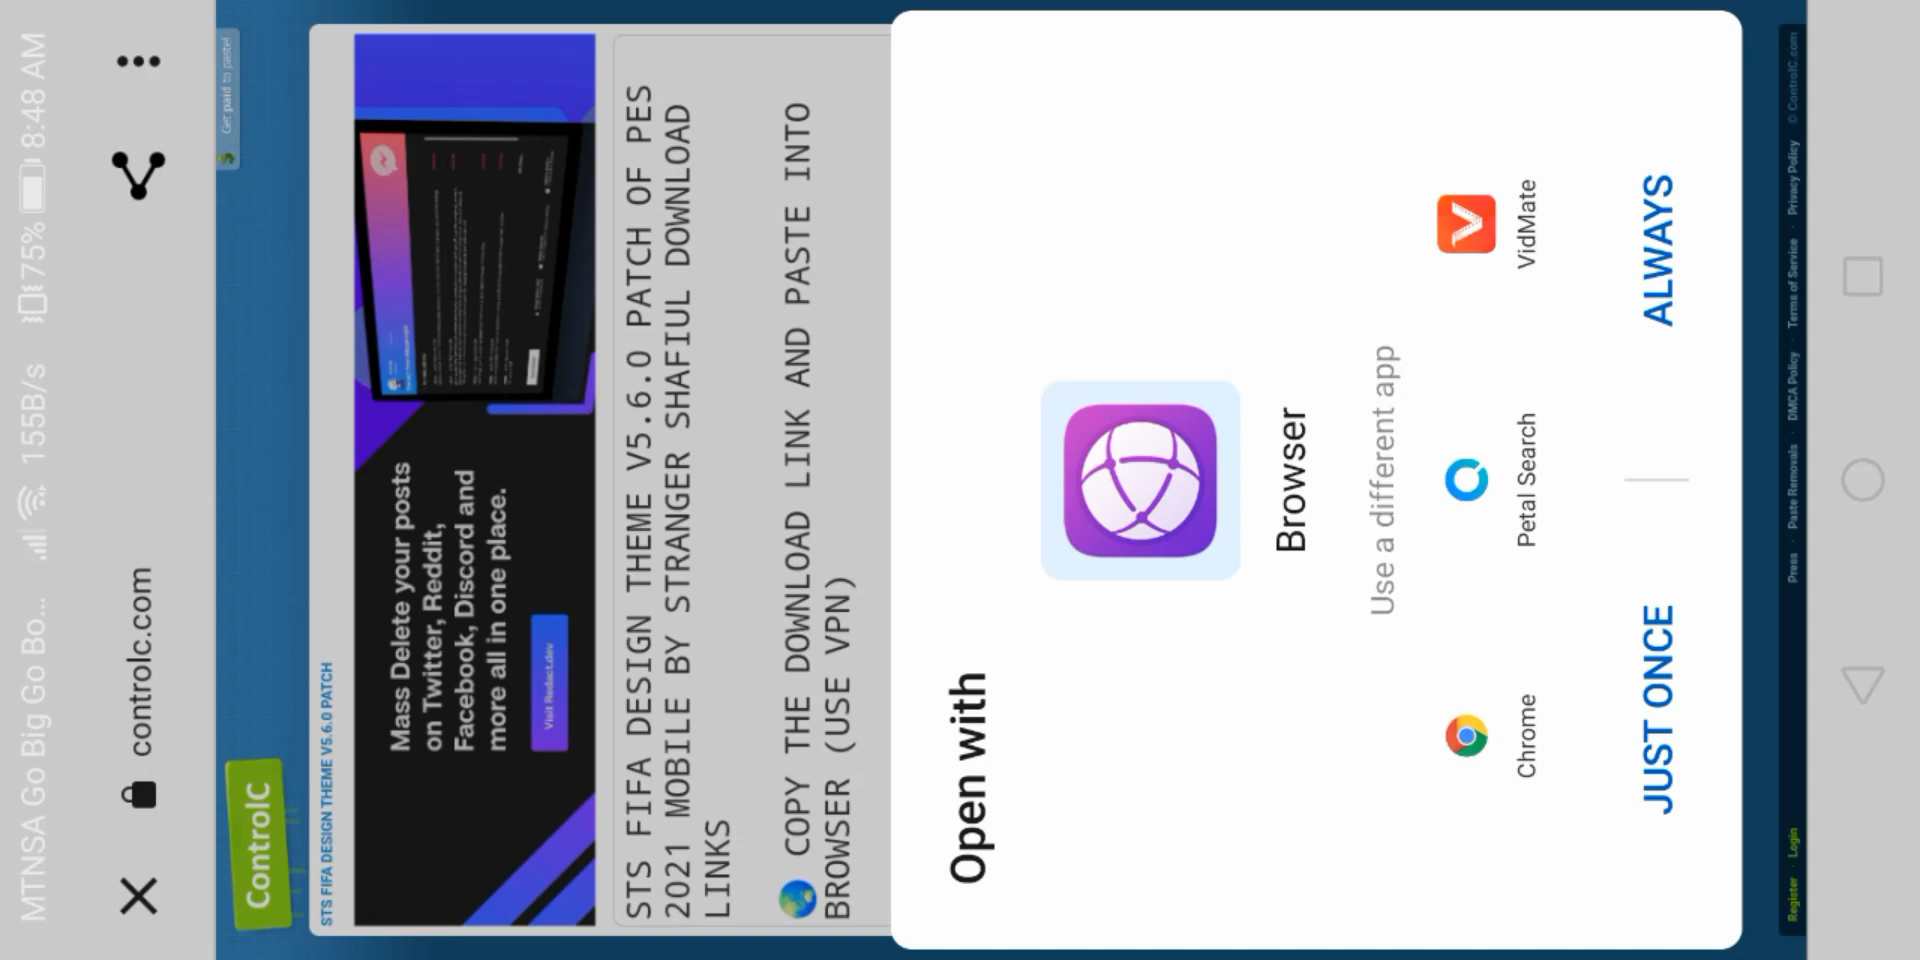 MTNSA Go Big Go Bo... 155B/s 75% 8:48 AM
controlc.com
ControlC
Get paid to paste!
STS FIFA DESIGN THEME V5.6.0 PATCH
Mass Delete your posts
on Twitter, Reddit,
Facebook, Discord and
more all in one place.
Visit Redact.dev
STS FIFA DESIGN THEME V5.6.0 PATCH OF PES
2021 MOBILE BY STRANGER SHAFIUL DOWNLOAD
LINKS
COPY THE DOWNLOAD LINK AND PASTE INTO
BROWSER (USE VPN)
Open with
Browser
Use a different app
Chrome
Petal Search
VidMate
JUST ONCE
ALWAYS
Register · Login
Press · Paste Removals · DMCA Policy · Terms of Service · Privacy Policy · © ControlC.com